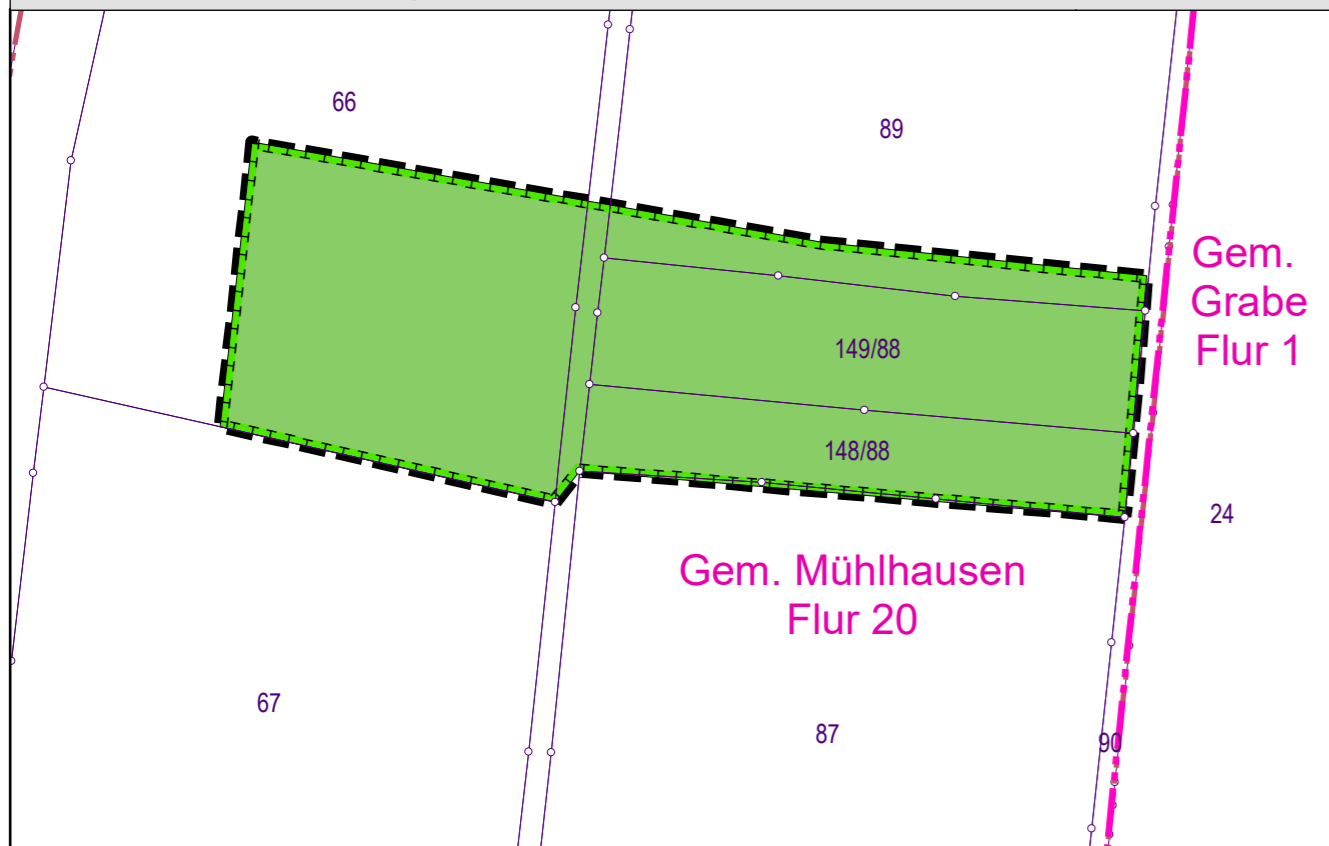 66
89
Gem.
Grabe
Flur 1
149/88
148/88
24
Gem. Mühlhausen
Flur 20
67
87
90